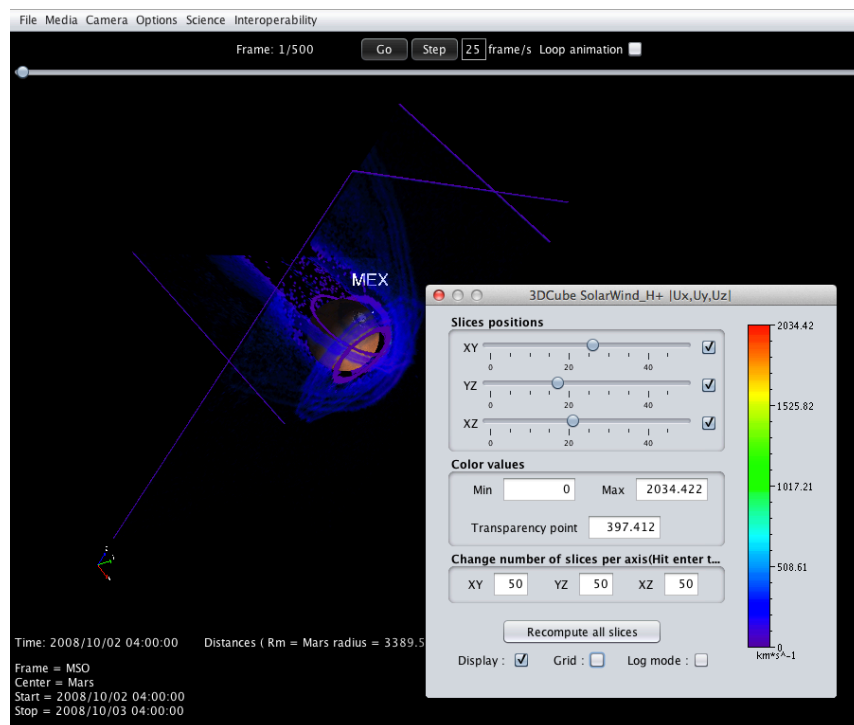 File Media Camera Options Science Interoperability
Frame: 1/500 Go Step 25 frame/s Loop animation
MEX
3DCube SolarWind_H+ |Ux,Uy,Uz|
Slices positions
XY
0 20 40
YZ
0 20 40
XZ
0 20 40
Color values
Min 0 Max 2034.422
Transparency point 397.412
Change number of slices per axis(Hit enter t...
XY 50 YZ 50 XZ 50
Recompute all slices
Display : Grid : Log mode :
2034.42
1525.82
1017.21
508.61
0
km*s^-1
Time: 2008/10/02 04:00:00 Distances ( Rm = Mars radius = 3389.5
Frame = MSO
Center = Mars
Start = 2008/10/02 04:00:00
Stop = 2008/10/03 04:00:00